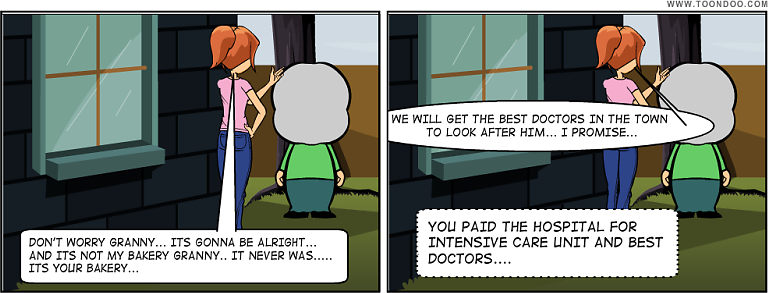 WWW.TOONDOO.COM
DON'T WORRY GRANNY... ITS GONNA BE ALRIGHT...
AND ITS NOT MY BAKERY GRANNY.. IT NEVER WAS.....
ITS YOUR BAKERY...
WE WILL GET THE BEST DOCTORS IN THE TOWN
TO LOOK AFTER HIM... I PROMISE...
YOU PAID THE HOSPITAL FOR
INTENSIVE CARE UNIT AND BEST
DOCTORS....